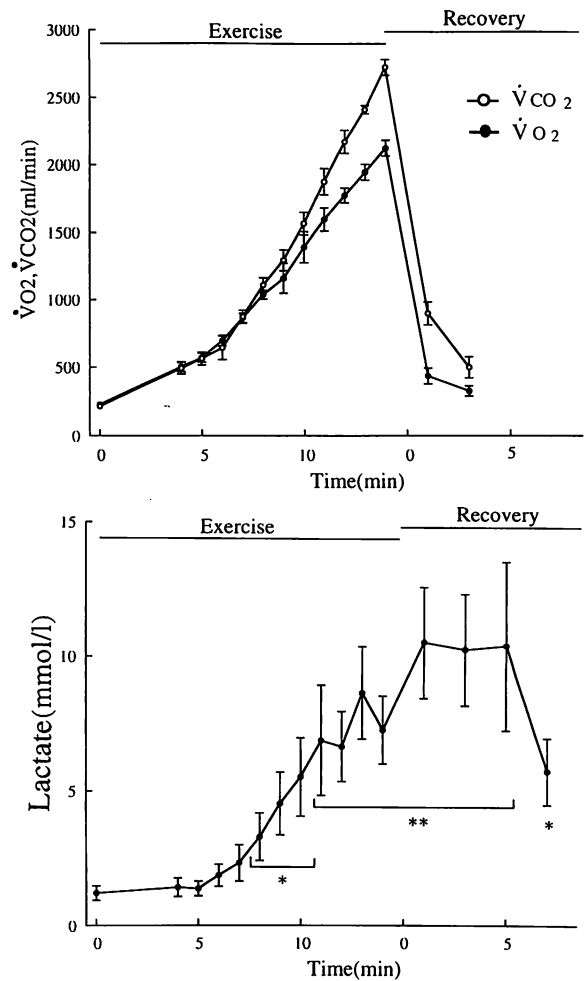 Exercise
Recovery
3000
2500
2000
1500
1000
500
0
V̇O2,V̇CO2(ml/min)
V̇CO2
V̇O2
0 5 10 0 5
Time(min)
Exercise
Recovery
15
10
5
0
Lactate(mmol/l)
**
*
*
0 5 10 0 5
Time(min)